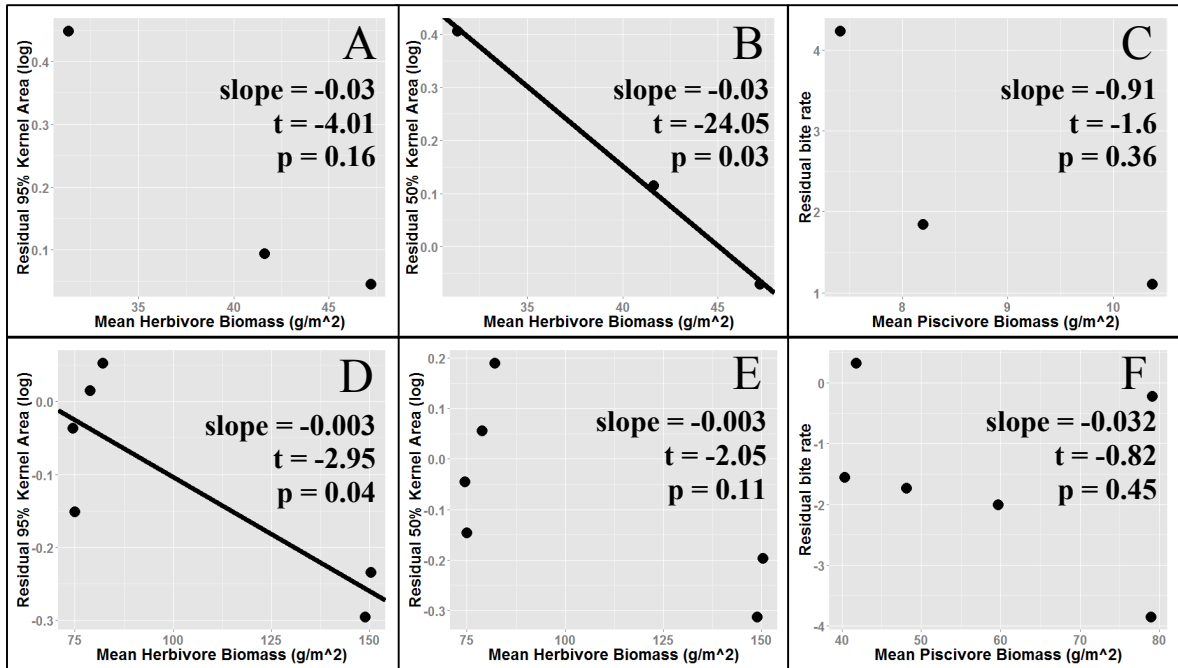 A
slope = -0.03
t = -4.01
p = 0.16
Residual 95% Kernel Area (log)
0.4
0.3
0.2
0.1
35
40
45
Mean Herbivore Biomass (g/m^2)
B
slope = -0.03
t = -24.05
p = 0.03
Residual 50% Kernel Area (log)
0.4
0.3
0.2
0.1
0.0
35
40
45
Mean Herbivore Biomass (g/m^2)
C
slope = -0.91
t = -1.6
p = 0.36
Residual bite rate
4
3
2
1
8
9
10
Mean Piscivore Biomass (g/m^2)
D
slope = -0.003
t = -2.95
p = 0.04
Residual 95% Kernel Area (log)
0.0
-0.1
-0.2
-0.3
75
100
125
150
Mean Herbivore Biomass (g/m^2)
E
slope = -0.003
t = -2.05
p = 0.11
Residual 50% Kernel Area (log)
0.2
0.1
0.0
-0.1
-0.2
-0.3
75
100
125
150
Mean Herbivore Biomass (g/m^2)
F
slope = -0.032
t = -0.82
p = 0.45
Residual bite rate
0
-1
-2
-3
-4
40
50
60
70
80
Mean Piscivore Biomass (g/m^2)